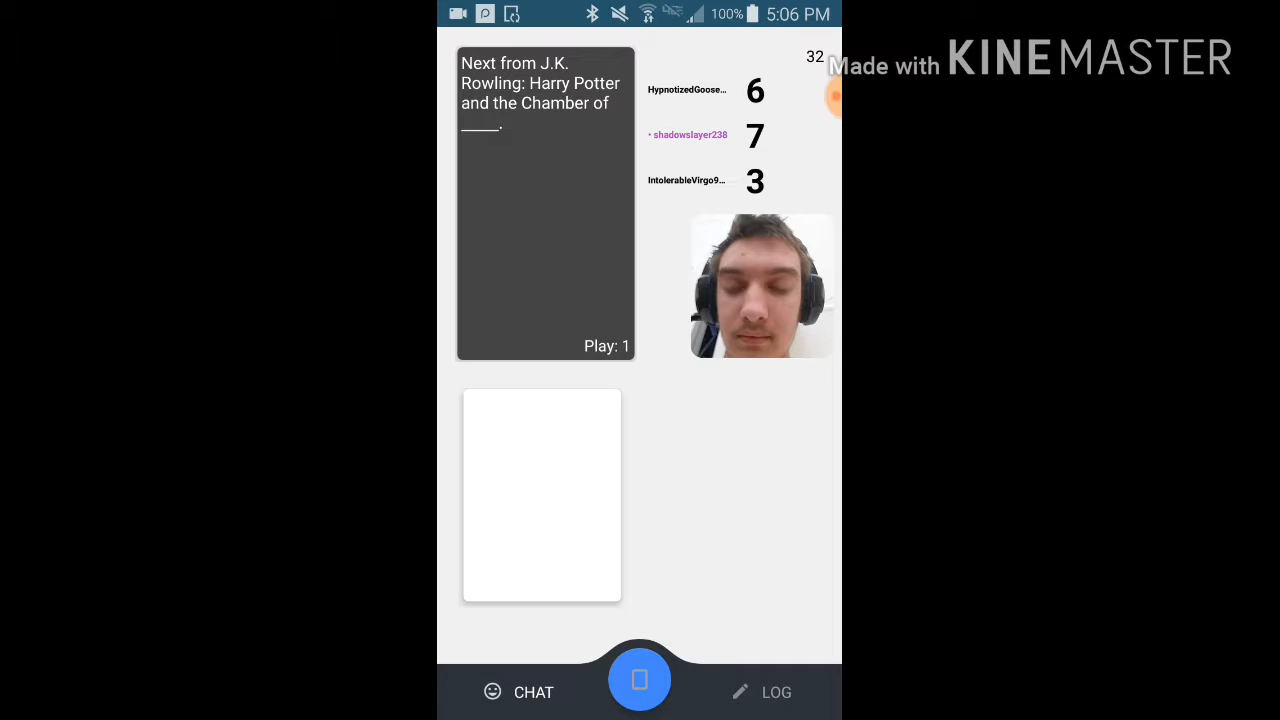 100% 5:06 PM
Next from J.K.
Rowling: Harry Potter
and the Chamber of
_____.
Play: 1
32
HypnotizedGoose...
6
• shadowslayer238
7
IntolerableVirgo9...
3
Made with KINEMASTER
CHAT
LOG